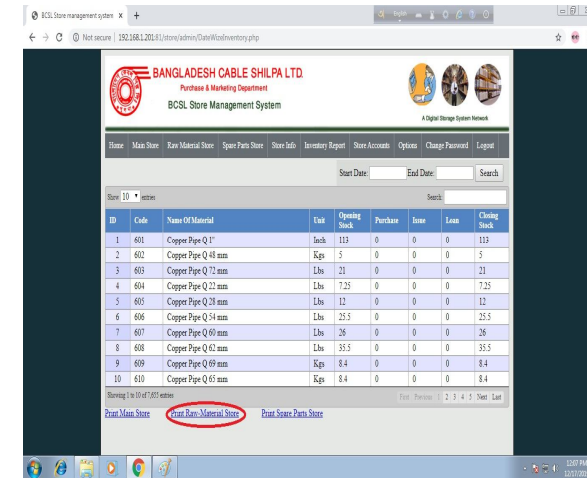 BCSL Store management system
English
Not secure | 192.168.1.201:81/store/admin/DateWizeInventory.php
BANGLADESH CABLE SHILPA LTD.
Purchase & Marketing Department
BCSL Store Management System
A Digital Storage System Network
Home Main Store Raw Material Store Spare Parts Store Store Info Inventory Report Store Accounts Options Change Password Logout
Start Date: End Date: Search
Show 10 entries Search:
ID Code Name Of Material Unit Opening Stock Purchase Issue Loan Closing Stock
1 601 Copper Pipe Q 1" Inch 113 0 0 0 113
2 602 Copper Pipe Q 48 mm Kgs 5 0 0 0 5
3 603 Copper Pipe Q 72 mm Lbs 21 0 0 0 21
4 604 Copper Pipe Q 22 mm Lbs 7.25 0 0 0 7.25
5 605 Copper Pipe Q 28 mm Lbs 12 0 0 0 12
6 606 Copper Pipe Q 54 mm Lbs 25.5 0 0 0 25.5
7 607 Copper Pipe Q 60 mm Lbs 26 0 0 0 26
8 608 Copper Pipe Q 62 mm Lbs 35.5 0 0 0 35.5
9 609 Copper Pipe Q 69 mm Kgs 8.4 0 0 0 8.4
10 610 Copper Pipe Q 65 mm Kgs 8.4 0 0 0 8.4
Showing 1 to 10 of 7,655 entries First Previous 1 2 3 4 5 Next Last
Print Main Store Print Raw-Material Store Print Spare Parts Store
12:07 PM